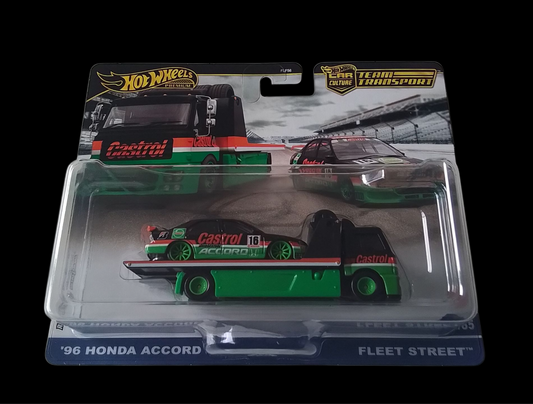 HOT WHEELS
PREMIUM
CAR
CULTURE
TEAM
TRANSPORT
Castrol
Castrol
Castrol
16
ACCORD
Castrol
'96 HONDA ACCORD
FLEET STREET™